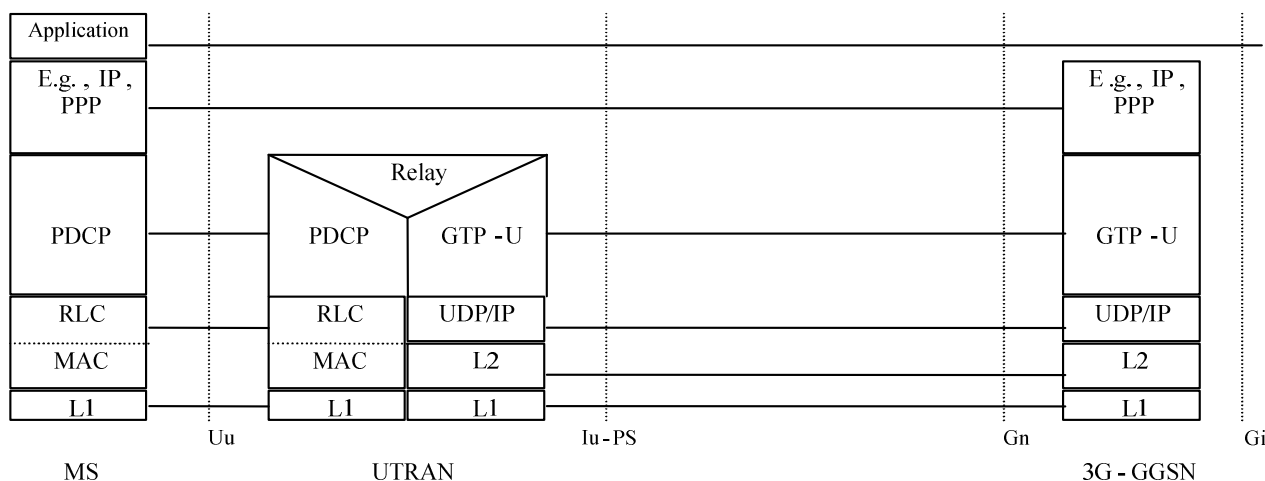 Application
E.g. , IP ,
PPP
E .g. , IP ,
PPP
Relay
PDCP
PDCP
GTP -U
GTP -U
RLC
RLC
UDP/IP
UDP/IP
MAC
MAC
L2
L2
L1
L1
L1
L1
Uu
Iu-PS
Gn
Gi
MS
UTRAN
3G - GGSN